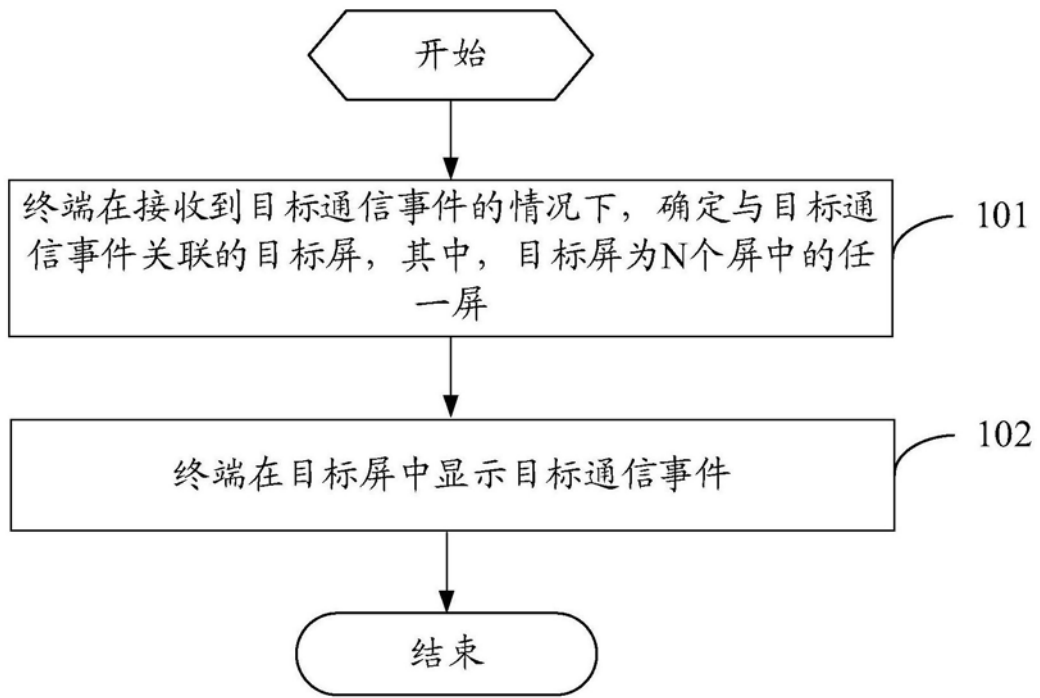 开始
终端在接收到目标通信事件的情况下，确定与目标通
信事件关联的目标屏，其中，目标屏为N个屏中的任
一屏
101
终端在目标屏中显示目标通信事件
102
结束